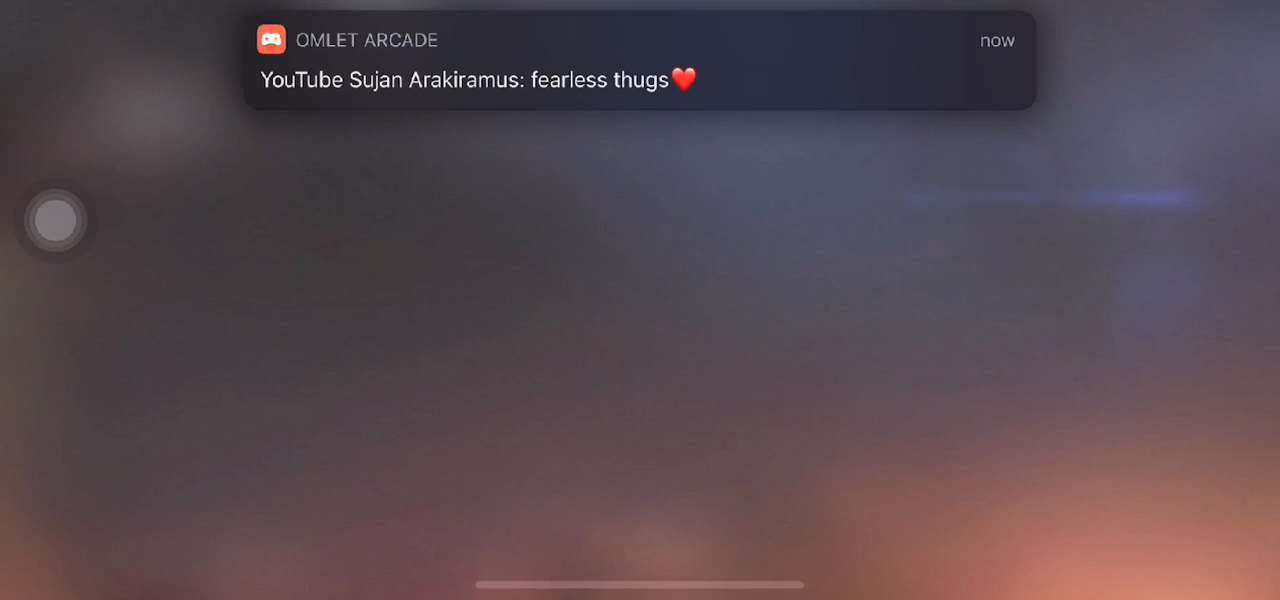 OMLET ARCADE now
YouTube Sujan Arakiramus: fearless thugs❤️